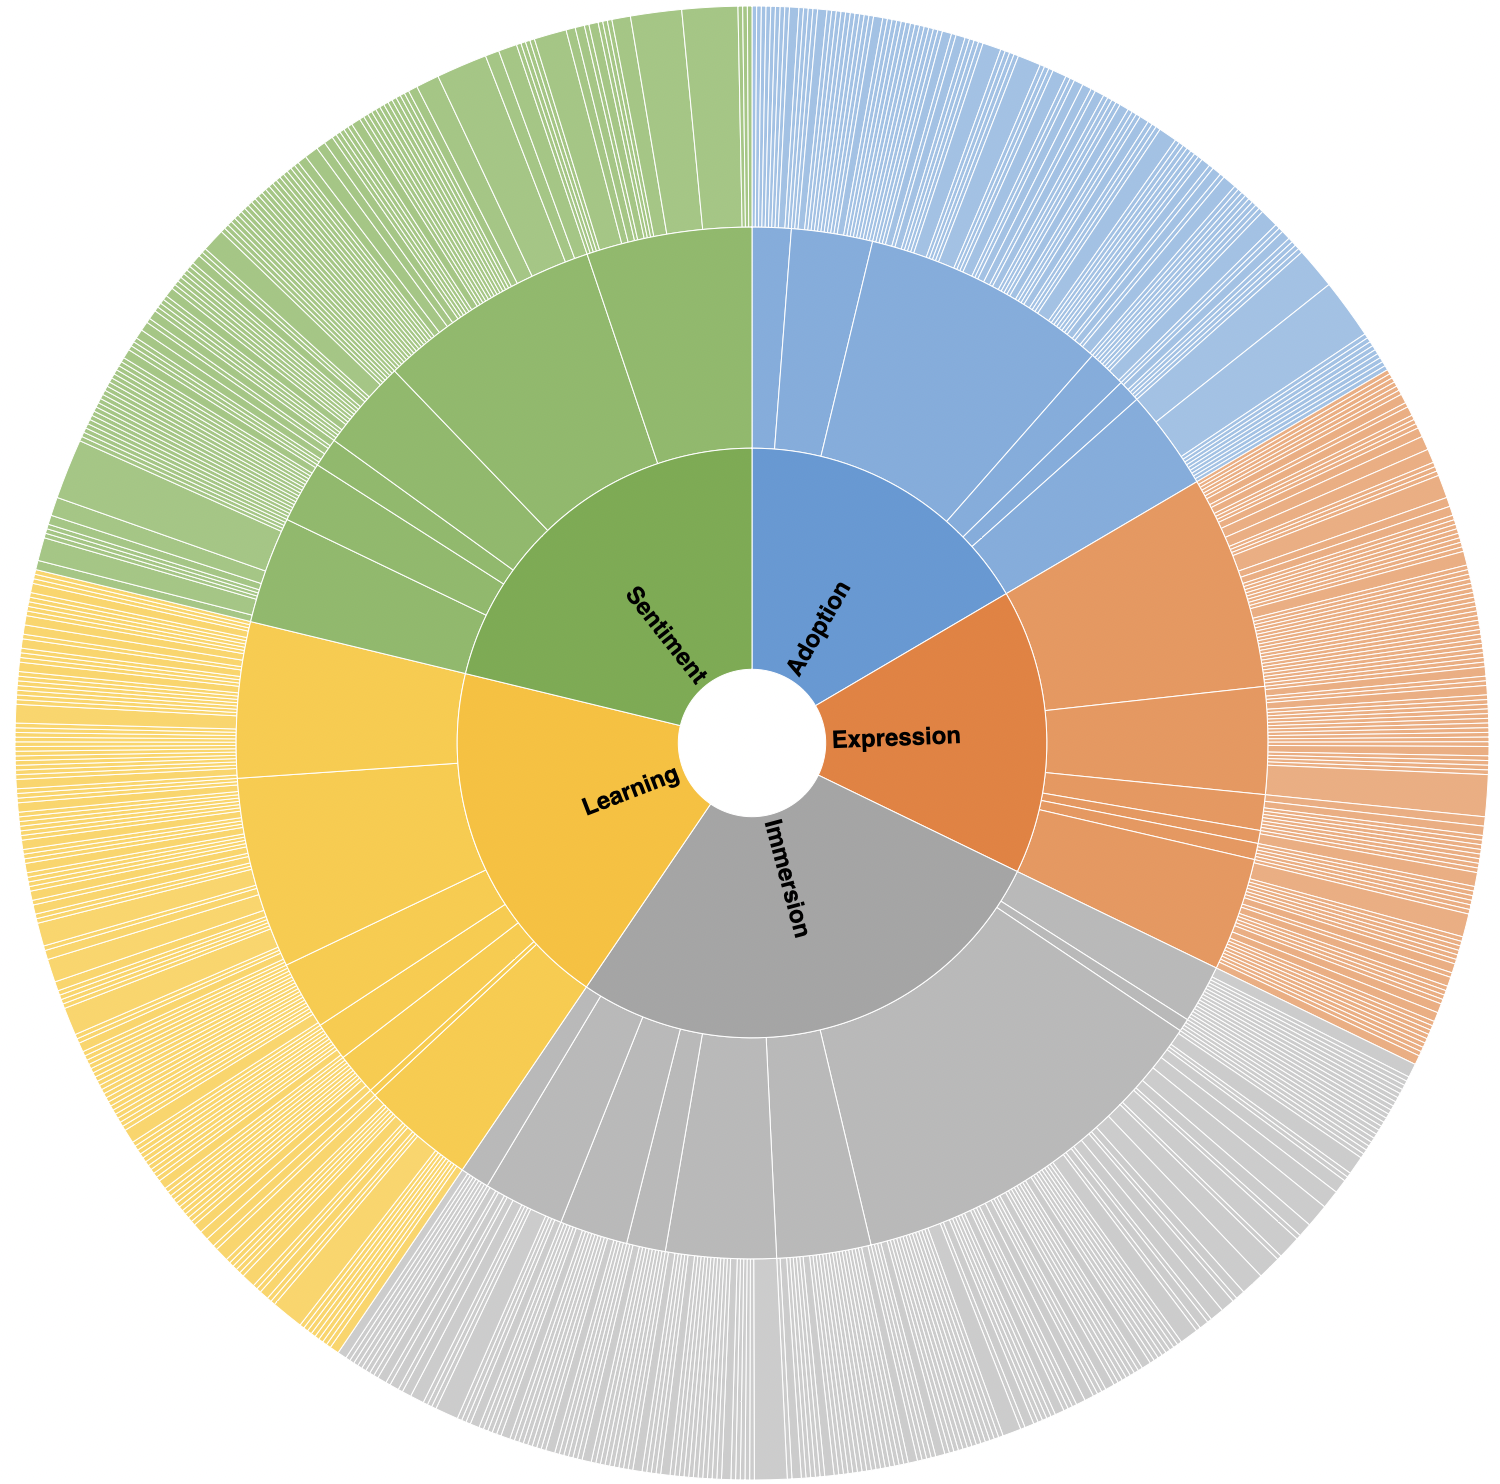 Sentiment
Adoption
Expression
Learning
Immersion